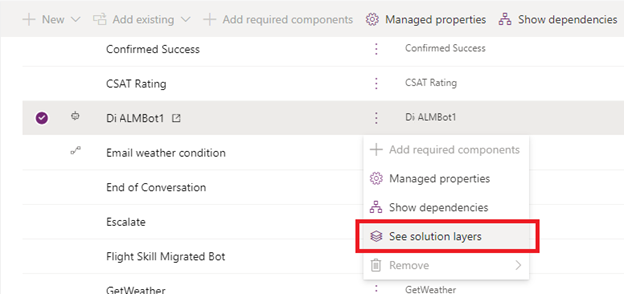 New Add existing Add required components Managed properties Show dependencies
Confirmed Success Confirmed Success
CSAT Rating CSAT Rating
Di ALMBot1 Di ALMBot1
Email weather condition
Add required components
End of Conversation
Managed properties
Escalate
Show dependencies
See solution layers
Flight Skill Migrated Bot
Remove
GetWeather GetWeather